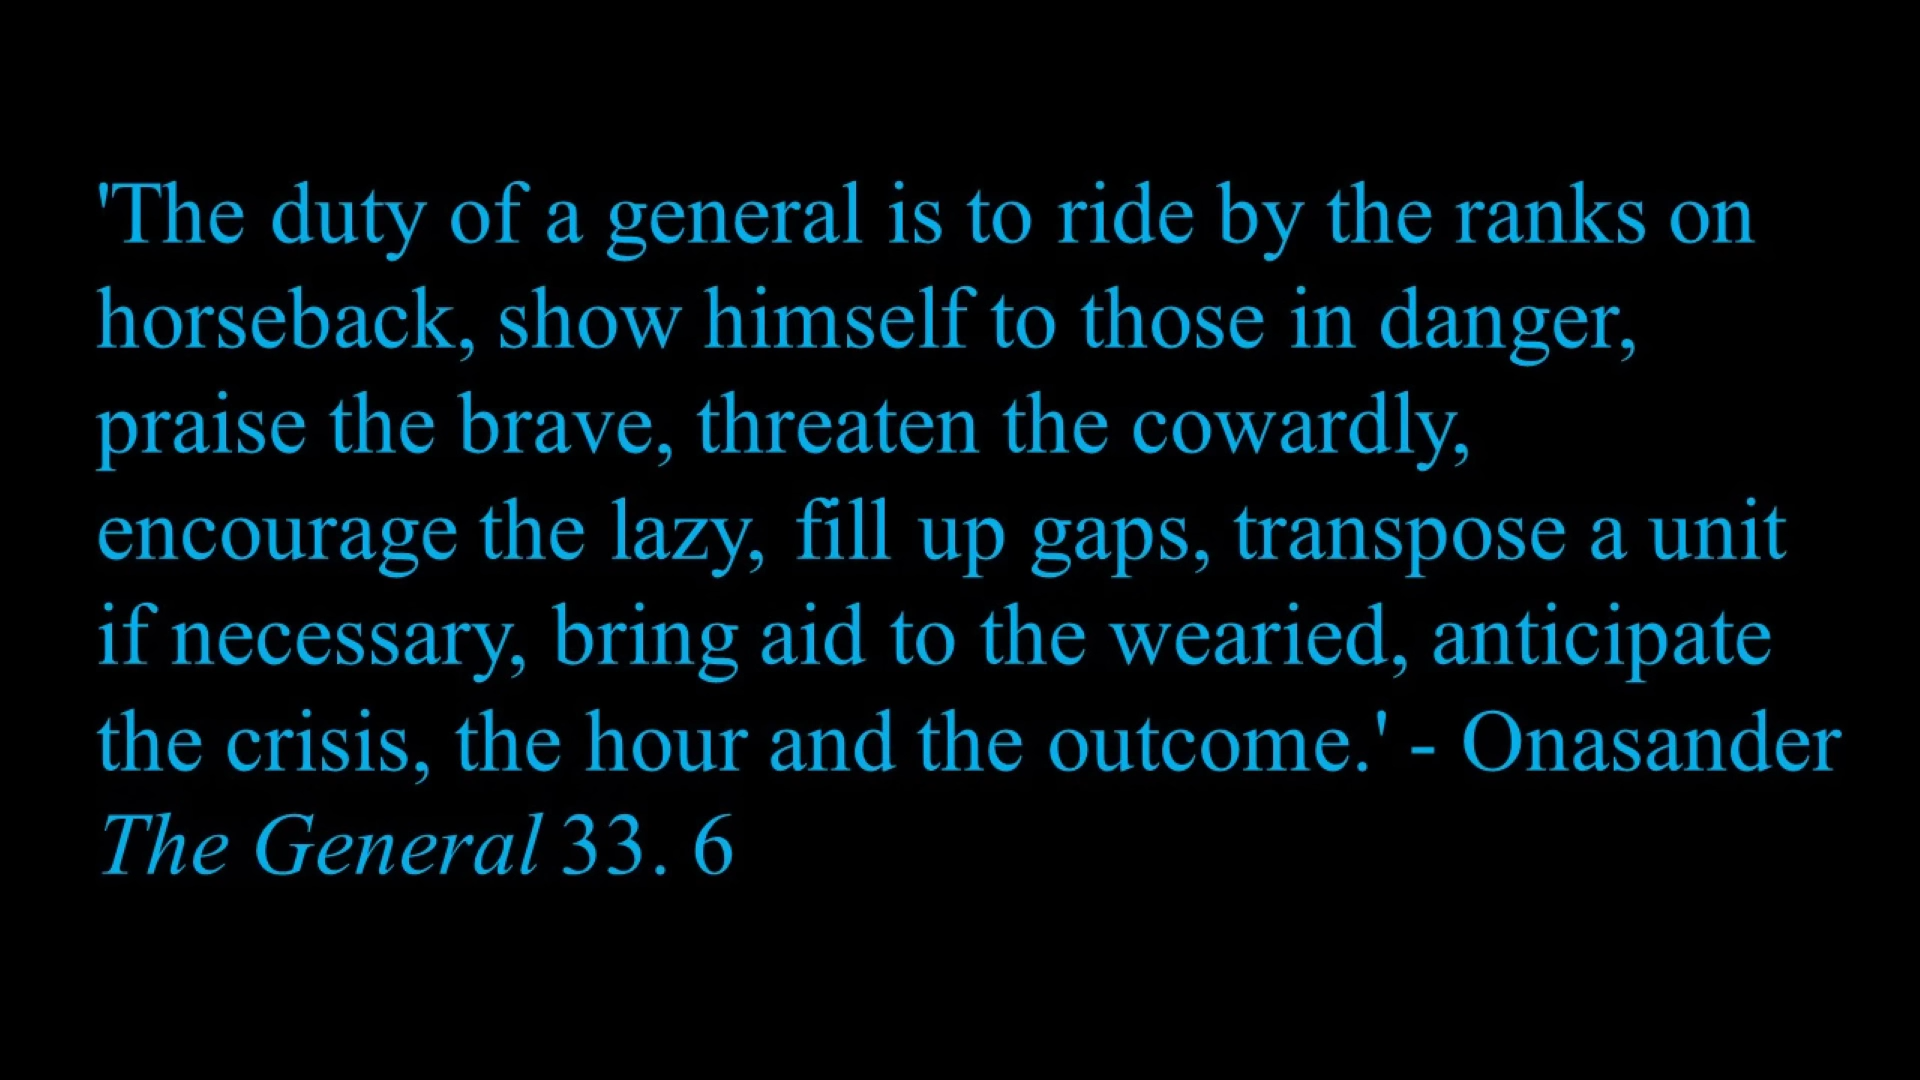 'The duty of a general is to ride by the ranks on
horseback, show himself to those in danger,
praise the brave, threaten the cowardly,
encourage the lazy, fill up gaps, transpose a unit
if necessary, bring aid to the wearied, anticipate
the crisis, the hour and the outcome.' - Onasander
The General 33. 6